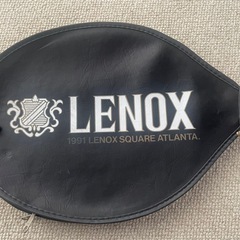 LENOX
1991 LENOX SQUARE ATLANTA.